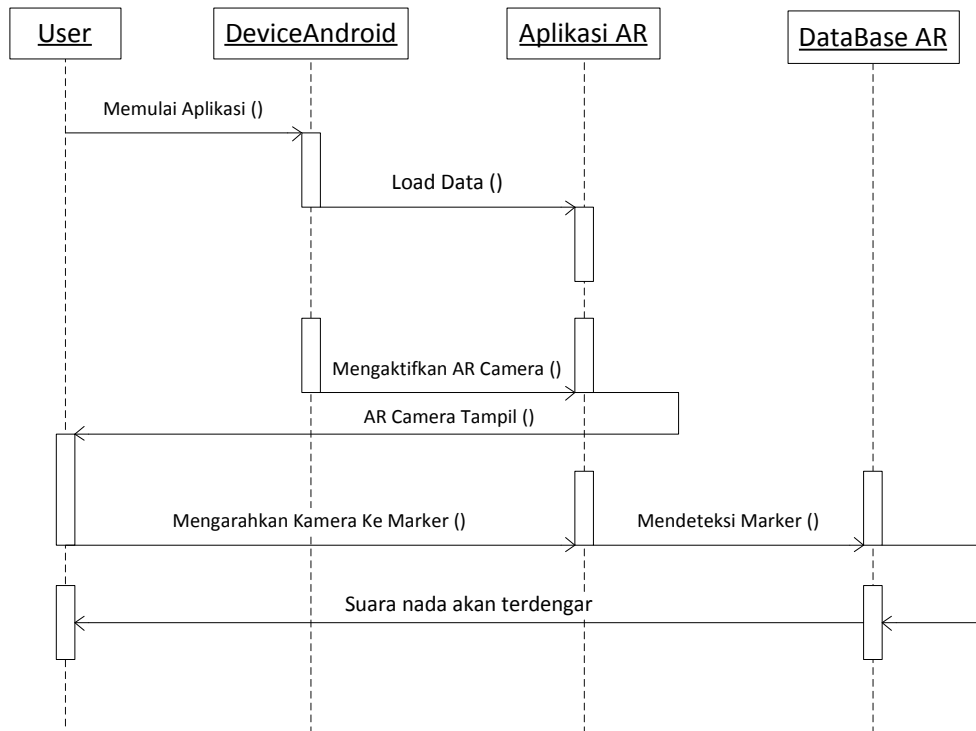 User
DeviceAndroid
Aplikasi AR
DataBase AR
Memulai Aplikasi ()
Load Data ()
Mengaktifkan AR Camera ()
AR Camera Tampil ()
Mengarahkan Kamera Ke Marker ()
Mendeteksi Marker ()
Suara nada akan terdengar